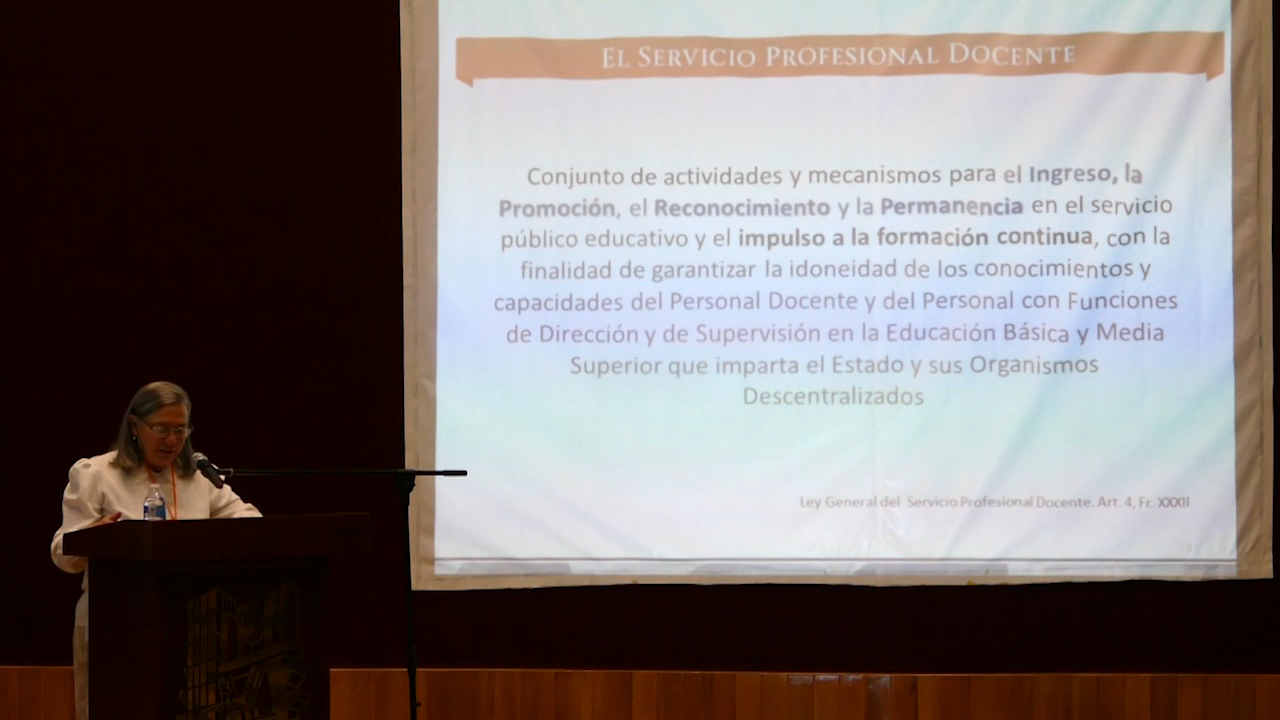 El Servicio Profesional Docente
Conjunto de actividades y mecanismos para el Ingreso, la
Promoción, el Reconocimiento y la Permanencia en el servicio
público educativo y el impulso a la formación continua, con la
finalidad de garantizar la idoneidad de los conocimientos y
capacidades del Personal Docente y del Personal con Funciones
de Dirección y de Supervisión en la Educación Básica y Media
Superior que imparta el Estado y sus Organismos
Descentralizados
Ley General del Servicio Profesional Docente. Art. 4, Fr. XXXII